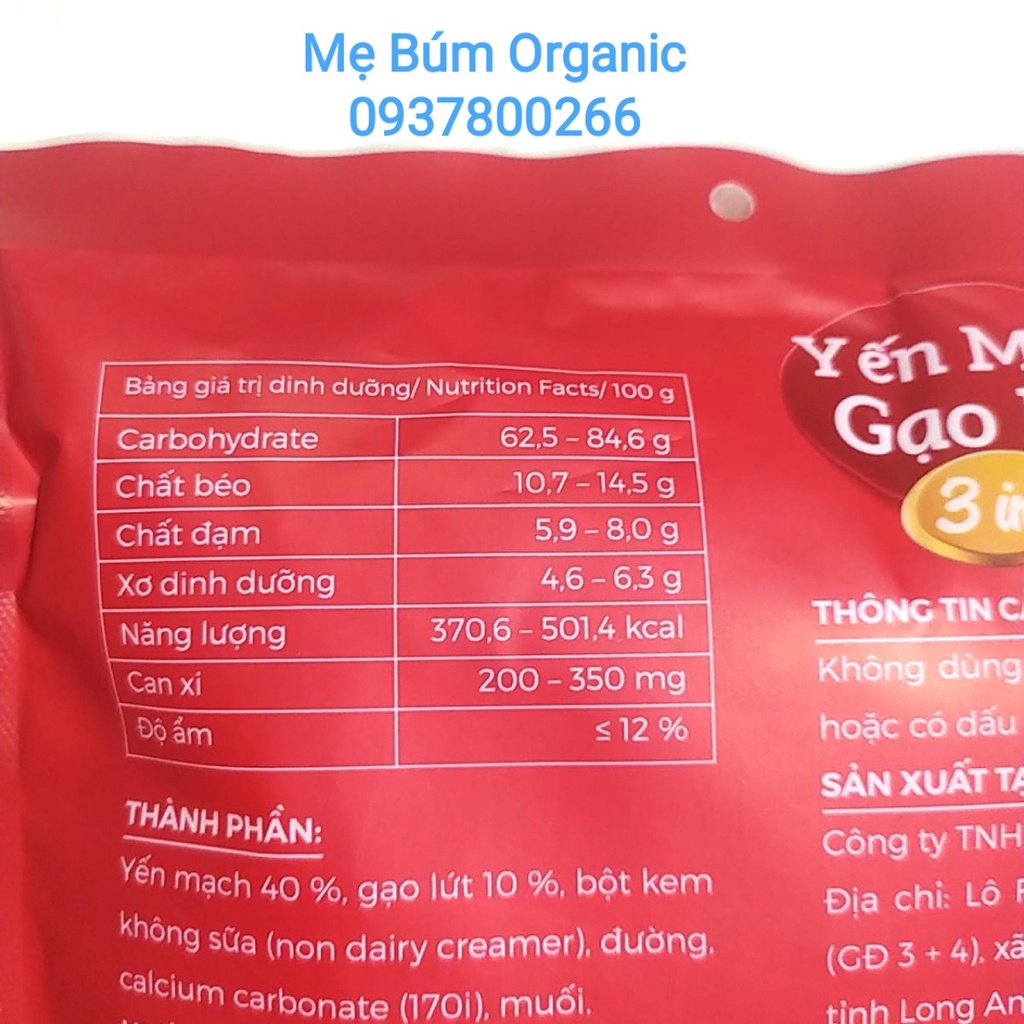 Mẹ Búm Organic
0937800266
Bảng giá trị dinh dưỡng/ Nutrition Facts/ 100 g
Carbohydrate 62,5 – 84,6 g
Chất béo 10,7 – 14,5 g
Chất đạm 5,9 – 8,0 g
Xơ dinh dưỡng 4,6 – 6,3 g
Năng lượng 370,6 – 501,4 kcal
Can xi 200 – 350 mg
Độ ẩm ≤ 12 %
THÀNH PHẦN:
Yến mạch 40 %, gạo lứt 10 %, bột kem
không sữa (non dairy creamer), đường,
calcium carbonate (170i), muối.
Yến
Gạo
3 in
THÔNG TIN
Không dùng
hoặc có dấu
SẢN XUẤT
Công ty TNH
Địa chỉ: Lô
(GĐ 3 + 4), xã
tỉnh Long An